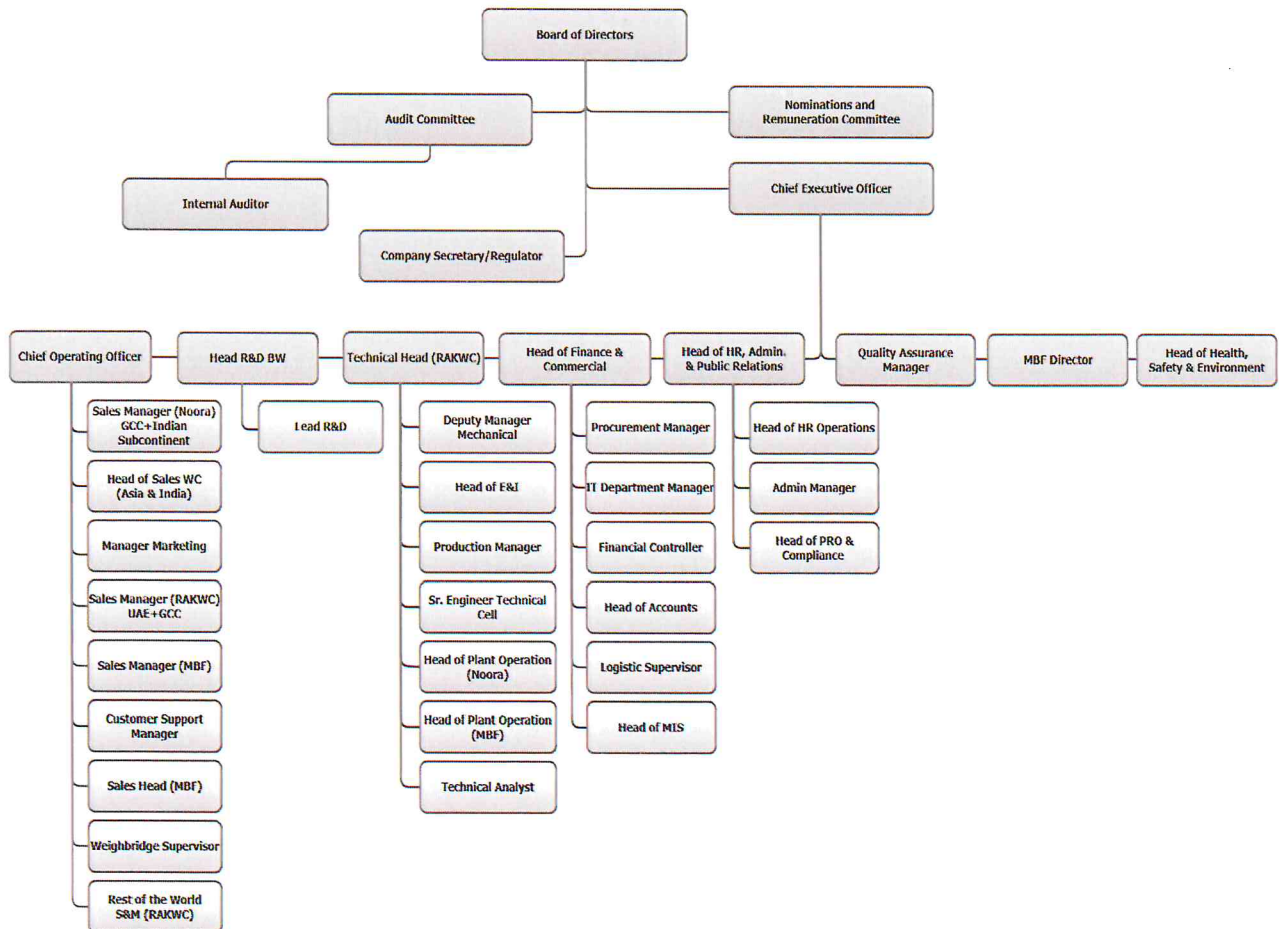 Board of Directors
Audit Committee
Nominations and
Remuneration Committee
Internal Auditor
Chief Executive Officer
Company Secretary/Regulator
Chief Operating Officer
Head R&D BW
Technical Head (RAKWC)
Head of Finance &
Commercial
Head of HR, Admin.
& Public Relations
Quality Assurance
Manager
MBF Director
Head of Health,
Safety & Environment
Sales Manager (Noora)
GCC+Indian
Subcontinent
Head of Sales WC
(Asia & India)
Manager Marketing
Sales Manager (RAKWC)
UAE+GCC
Sales Manager (MBF)
Customer Support
Manager
Sales Head (MBF)
Weighbridge Supervisor
Rest of the World
S&M (RAKWC)
Lead R&D
Deputy Manager
Mechanical
Head of E&I
Production Manager
Sr. Engineer Technical
Cell
Head of Plant Operation
(Noora)
Head of Plant Operation
(MBF)
Technical Analyst
Procurement Manager
IT Department Manager
Financial Controller
Head of Accounts
Logistic Supervisor
Head of MIS
Head of HR Operations
Admin Manager
Head of PRO &
Compliance